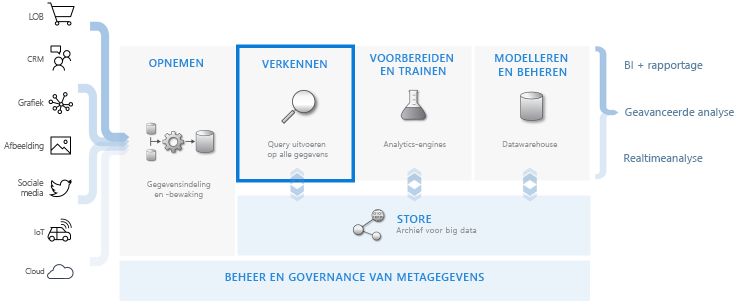 LOB
CRM
Grafiek
Afbeelding
Sociale
media
IoT
Cloud
OPNEMEN
Gegevensindeling
en -bewaking
VERKENNEN
Query uitvoeren
op alle gegevens
VOORBEREIDEN
EN TRAINEN
Analytics-engines
MODELLEREN
EN BEHEREN
Datawarehouse
STORE
Archief voor big data
BEHEER EN GOVERNANCE VAN METAGEGEVENS
BI + rapportage
Geavanceerde analyse
Realtimeanalyse